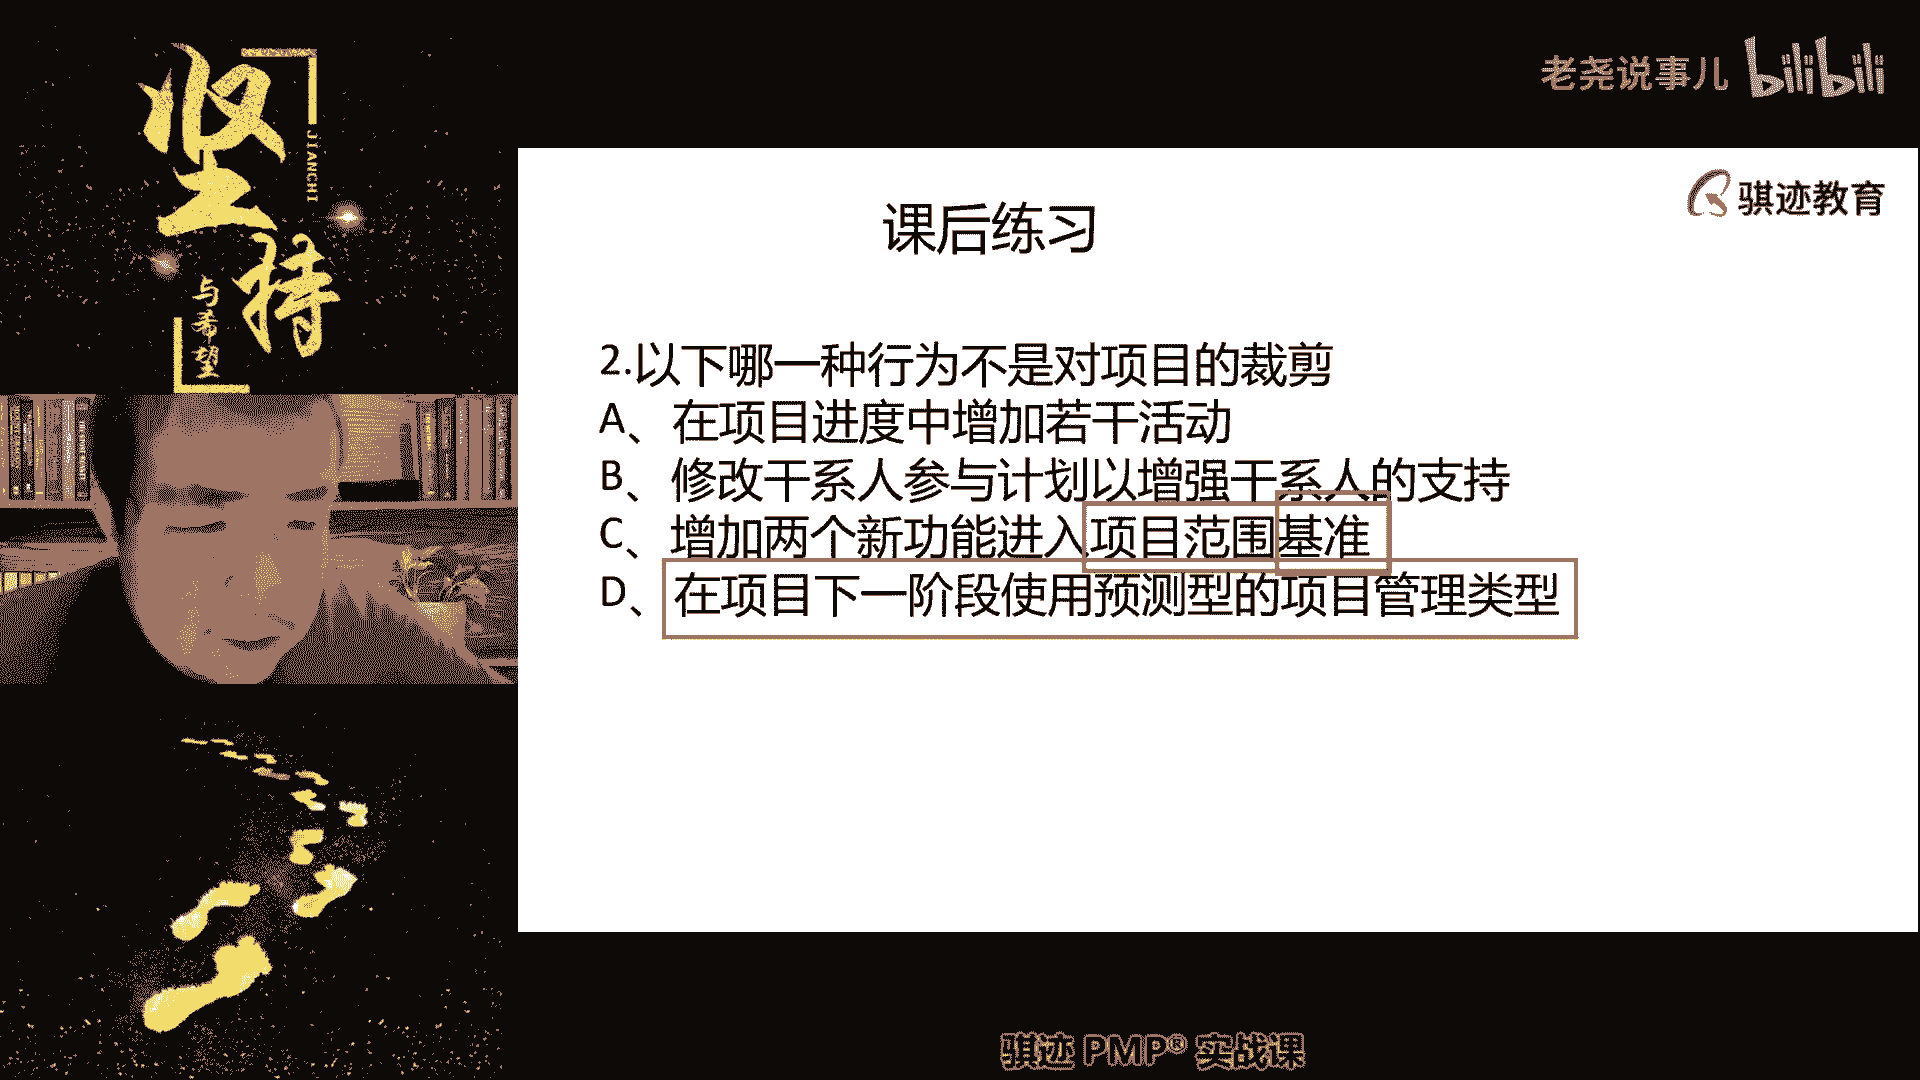 坚持
JIANCHI
与希望
老尧说事儿 bilibili
骐迹教育
课后练习
2.以下哪一种行为不是对项目的裁剪
A、在项目进度中增加若干活动
B、修改干系人参与计划以增强干系人的支持
C、增加两个新功能进入项目范围基准
D、在项目下一阶段使用预测型的项目管理类型
骐迹 PMP® 实战课